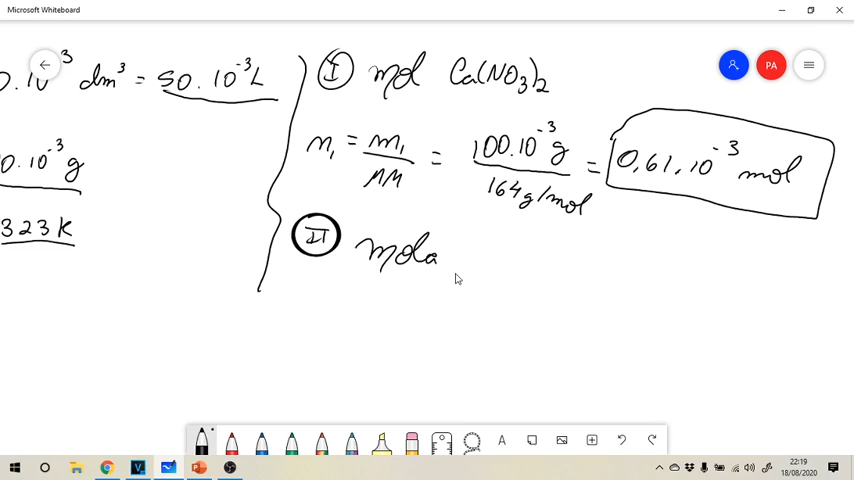 Microsoft Whiteboard
0.10⁻³ dm³ = 50.10⁻³ L
0.10⁻³ g
323 K
I mol Ca(NO₃)₂
n₁ = m₁/MM = 100.10⁻³ g/164 g/mol = 0,61.10⁻³ mol
II mola
PA
A
22:19
18/08/2020